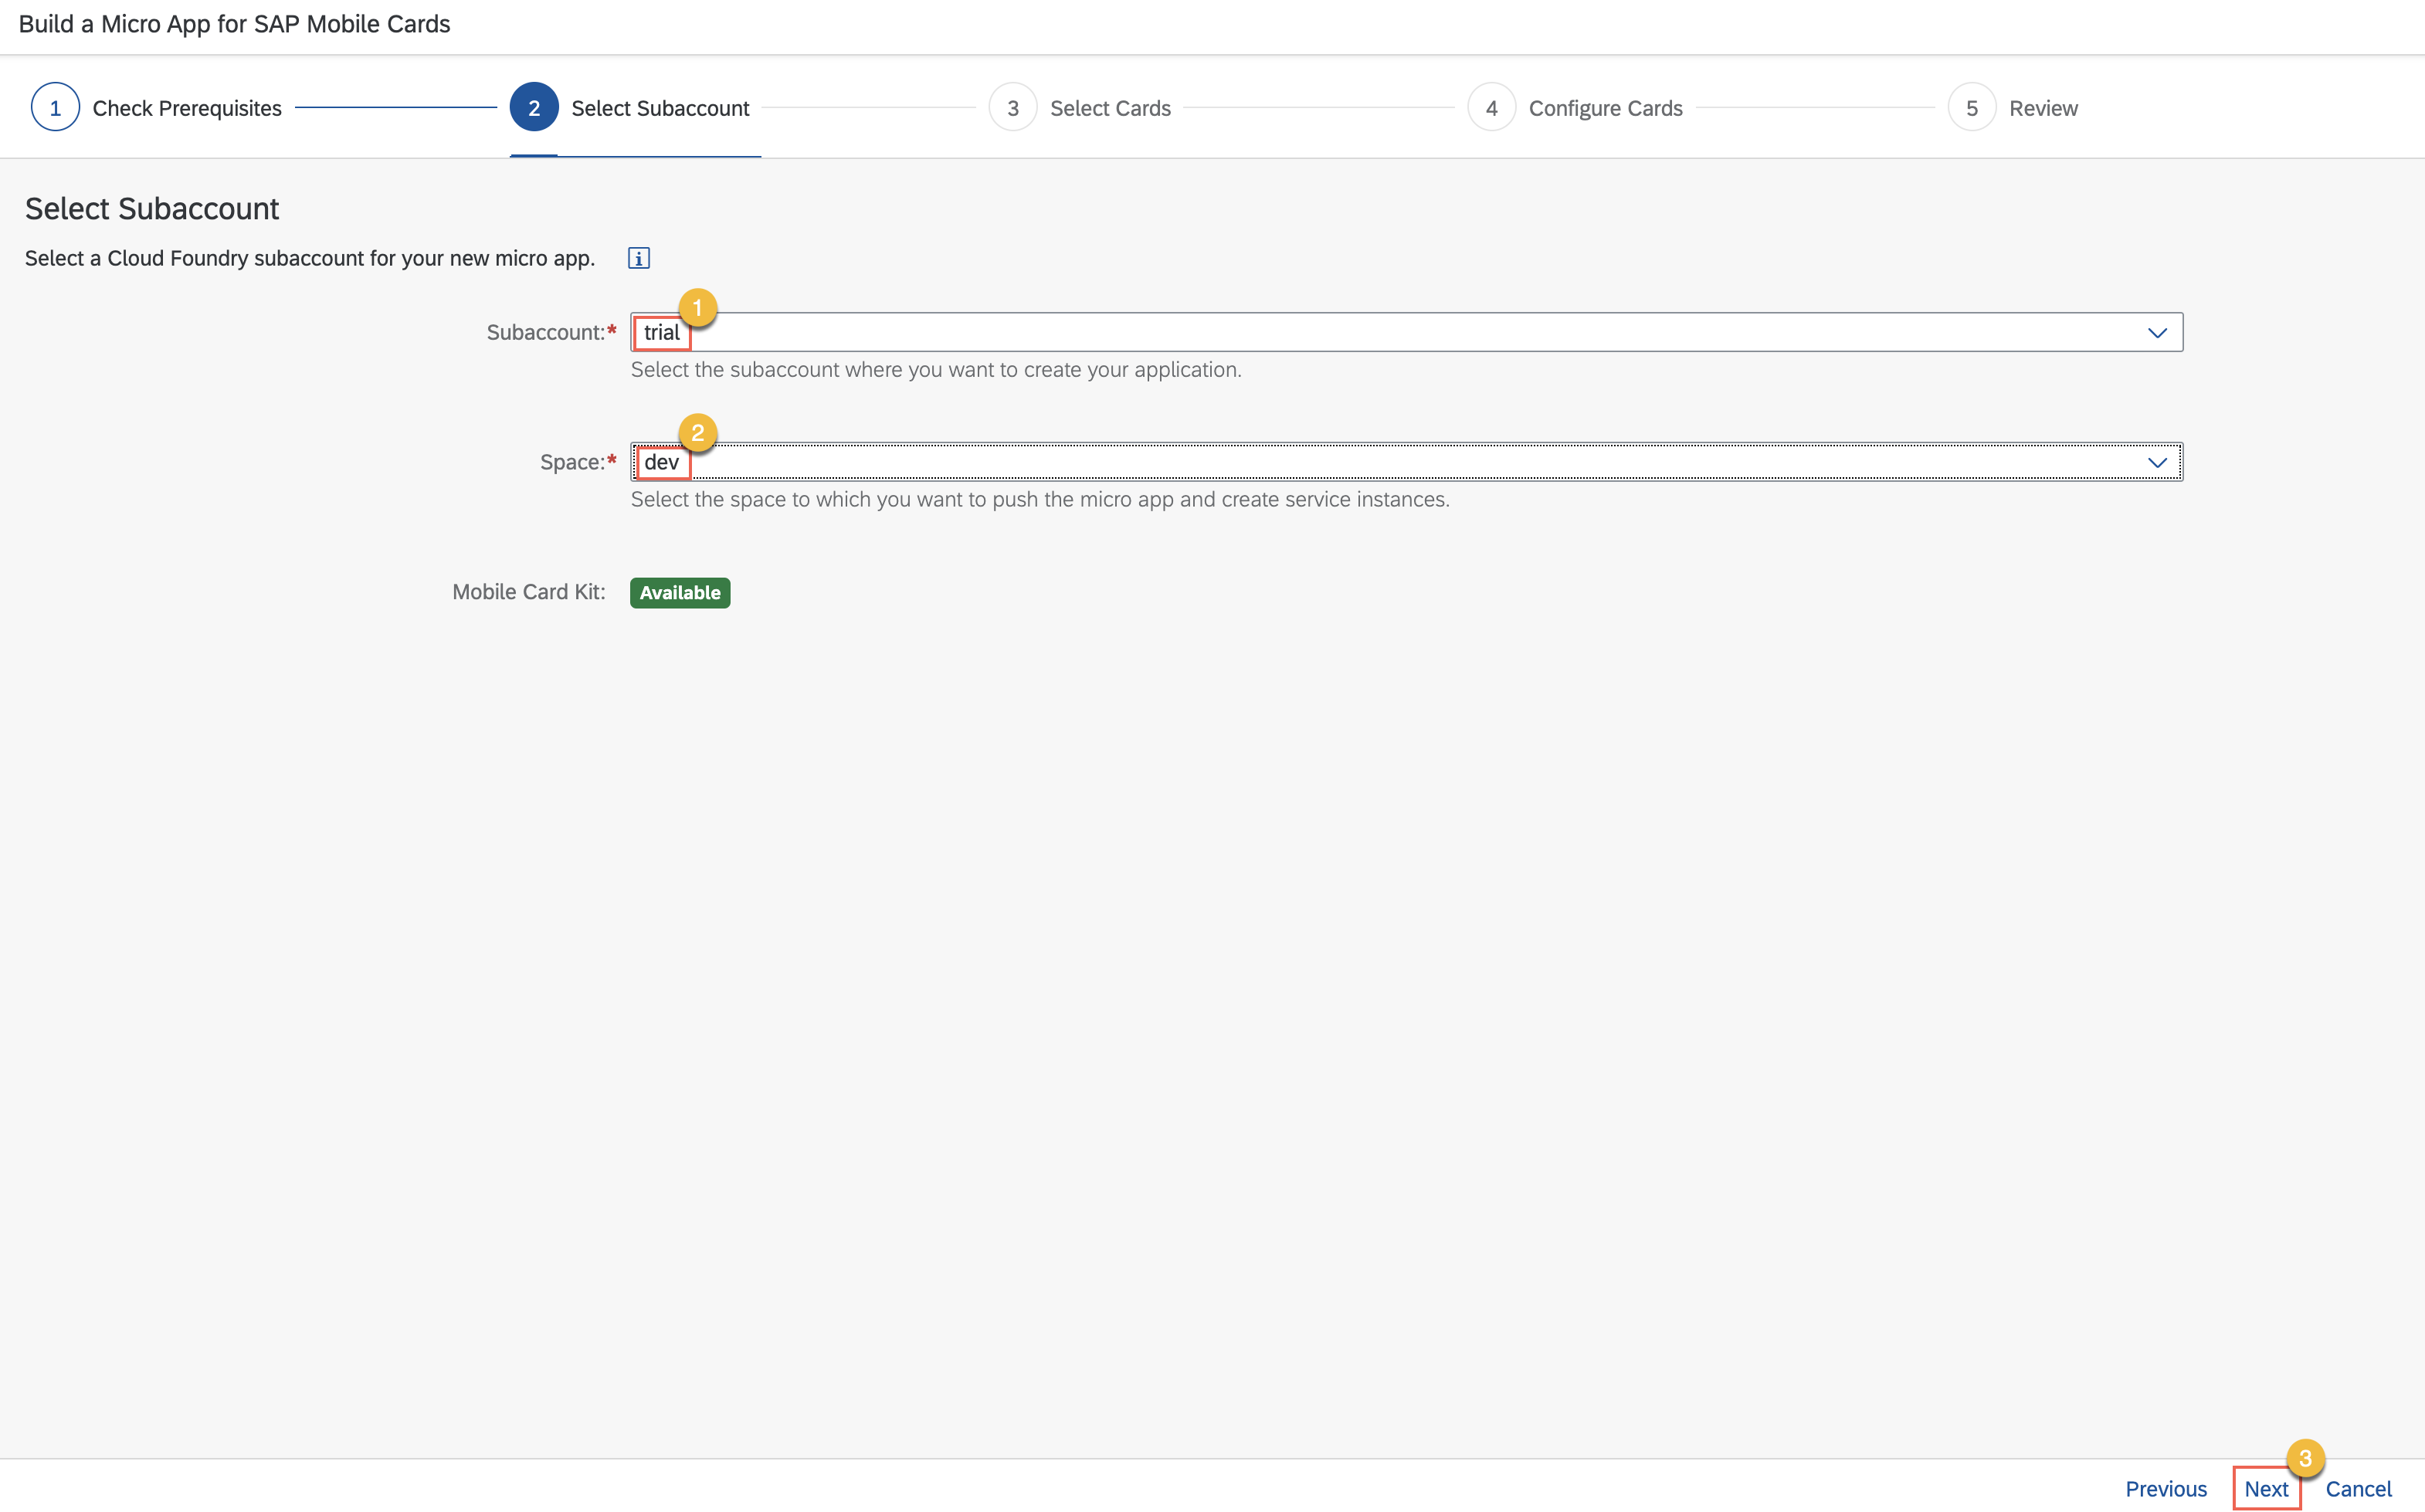 Build a Micro App for SAP Mobile Cards
1 Check Prerequisites 2 Select Subaccount 3 Select Cards 4 Configure Cards 5 Review
Select Subaccount
Select a Cloud Foundry subaccount for your new micro app. i
1
Subaccount:* trial
Select the subaccount where you want to create your application.
2
Space:* dev
Select the space to which you want to push the micro app and create service instances.
Mobile Card Kit: Available
3
Previous Next Cancel